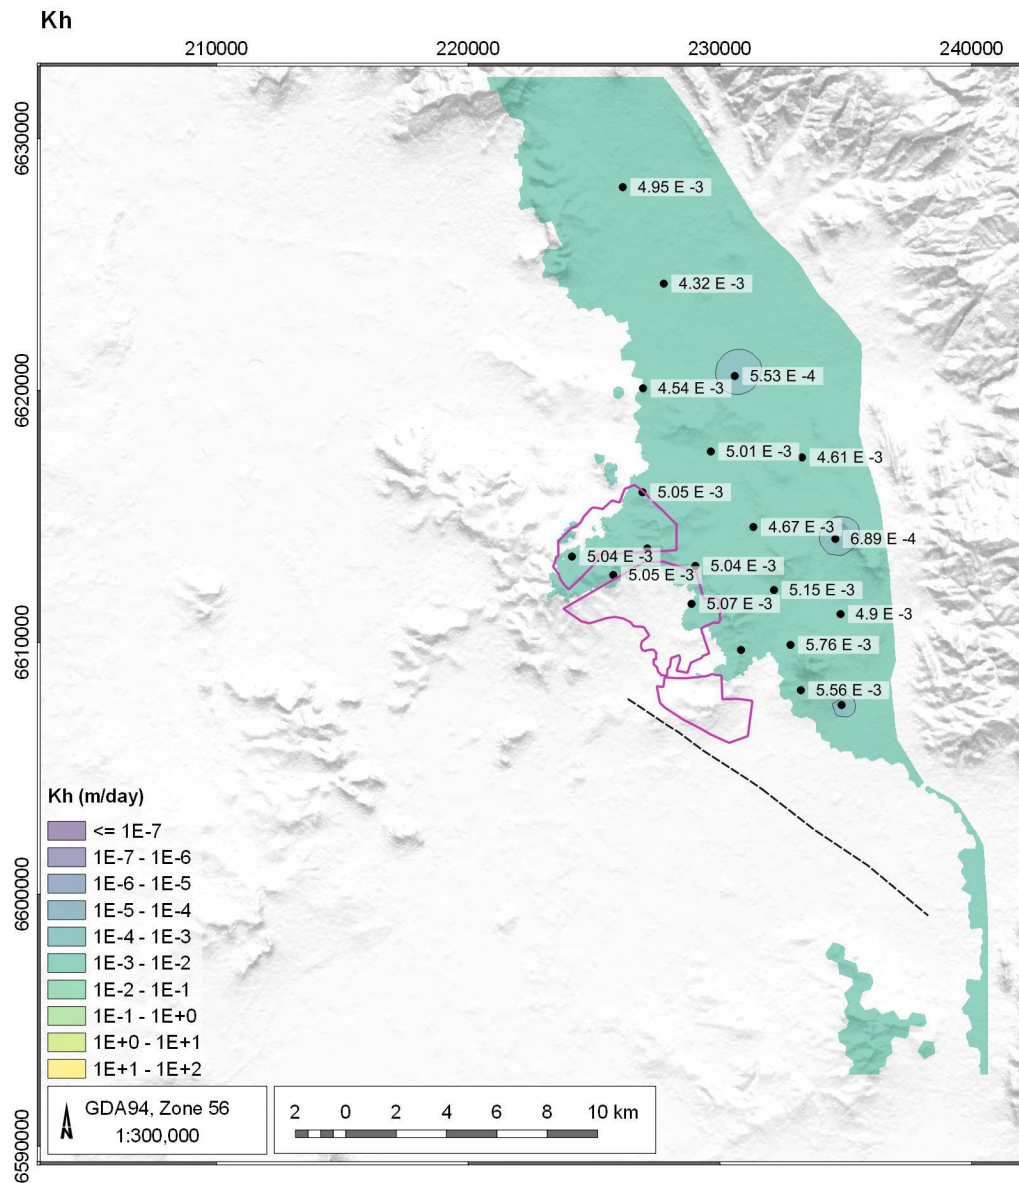 Kh
210000
220000
230000
240000
6630000
6620000
6610000
6600000
6590000
4.95 E -3
4.32 E -3
5.53 E -4
4.54 E -3
5.01 E -3
4.61 E -3
5.05 E -3
4.67 E -3
6.89 E -4
5.04 E -3
5.04 E -3
5.05 E -3
5.15 E -3
5.07 E -3
4.9 E -3
5.76 E -3
5.56 E -3
Kh (m/day)
<= 1E-7
1E-7 - 1E-6
1E-6 - 1E-5
1E-5 - 1E-4
1E-4 - 1E-3
1E-3 - 1E-2
1E-2 - 1E-1
1E-1 - 1E+0
1E+0 - 1E+1
1E+1 - 1E+2
N
GDA94, Zone 56
1:300,000
2 0 2 4 6 8 10 km